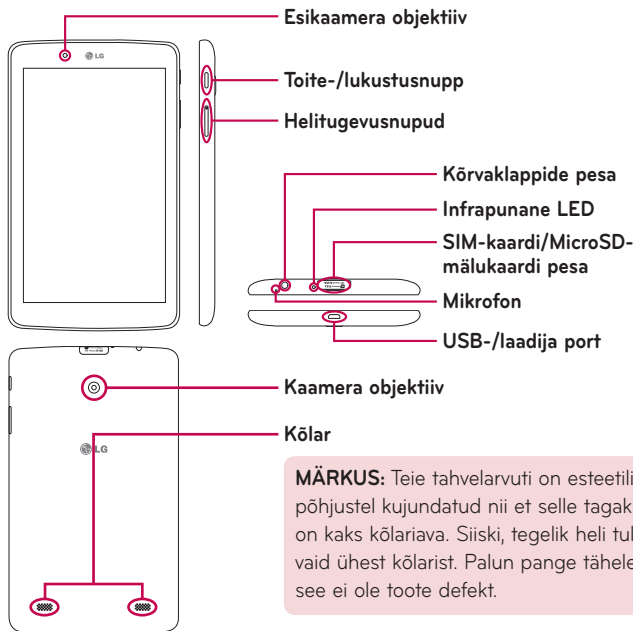 Esikaamera objektiiv
LG
Toite-/lukustusnupp
Helitugevusnupud
Kõrvaklappide pesa
Infrapunane LED
SIM-kaardi/MicroSD-
mälukaardi pesa
Mikrofon
USB-/laadija port
Kaamera objektiiv
Kõlar
LG
MÄRKUS: Teie tahvelarvuti on esteetili
põhjustel kujundatud nii et selle tagak
on kaks kõlariava. Siiski, tegelik heli tul
vaid ühest kõlarist. Palun pange tähele
see ei ole toote defekt.